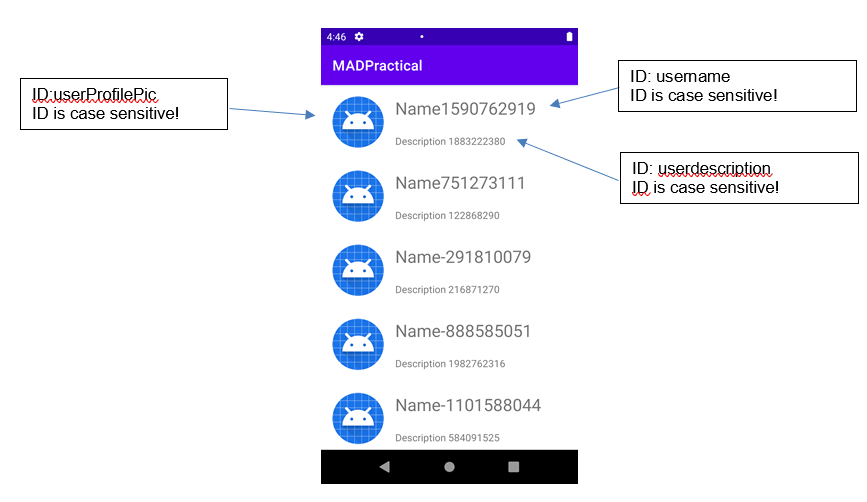 4:46
MADPractical
ID:userProfilePic
ID is case sensitive!
ID: username
ID is case sensitive!
Name1590762919
Description 1883222380
ID: userdescription
ID is case sensitive!
Name751273111
Description 122868290
Name-291810079
Description 216871270
Name-888585051
Description 1982762316
Name-1101588044
Description 584091525